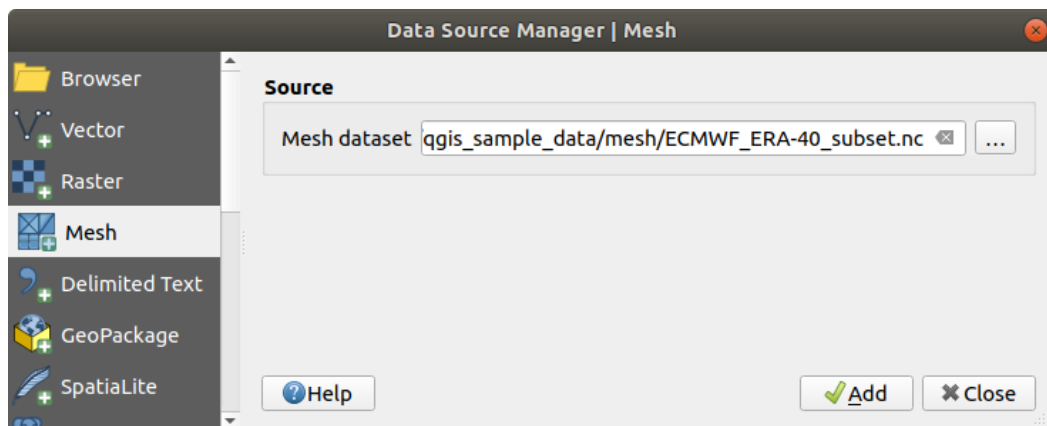 Data Source Manager | Mesh
Browser
Vector
Raster
Mesh
Delimited Text
GeoPackage
SpatiaLite
Source
Mesh dataset qgis_sample_data/mesh/ECMWF_ERA-40_subset.nc ...
Help Add Close